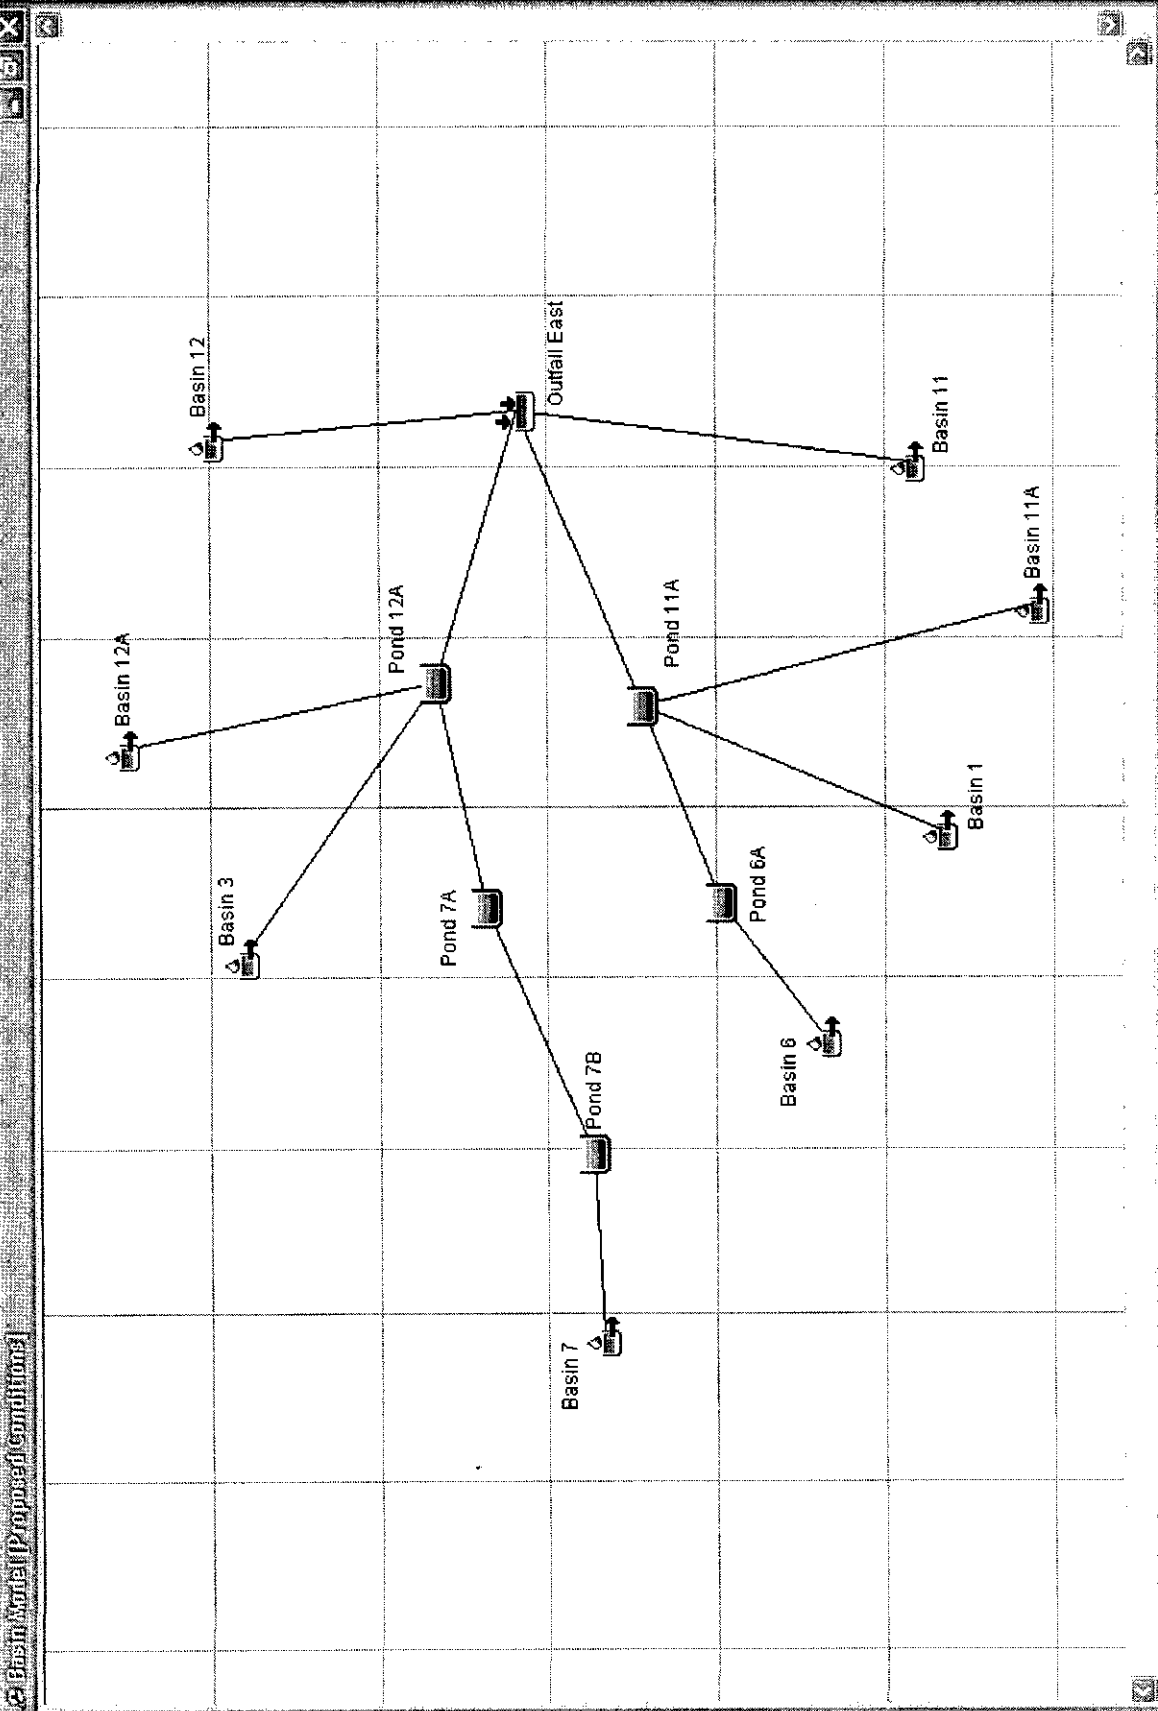 Basin Model [Proposed Conditions]
Basin 12A
Basin 12
Basin 3
Pond 12A
Pond 7A
Outfall East
Basin 7
Pond 7B
Pond 11A
Pond 6A
Basin 6
Basin 11
Basin 1
Basin 11A